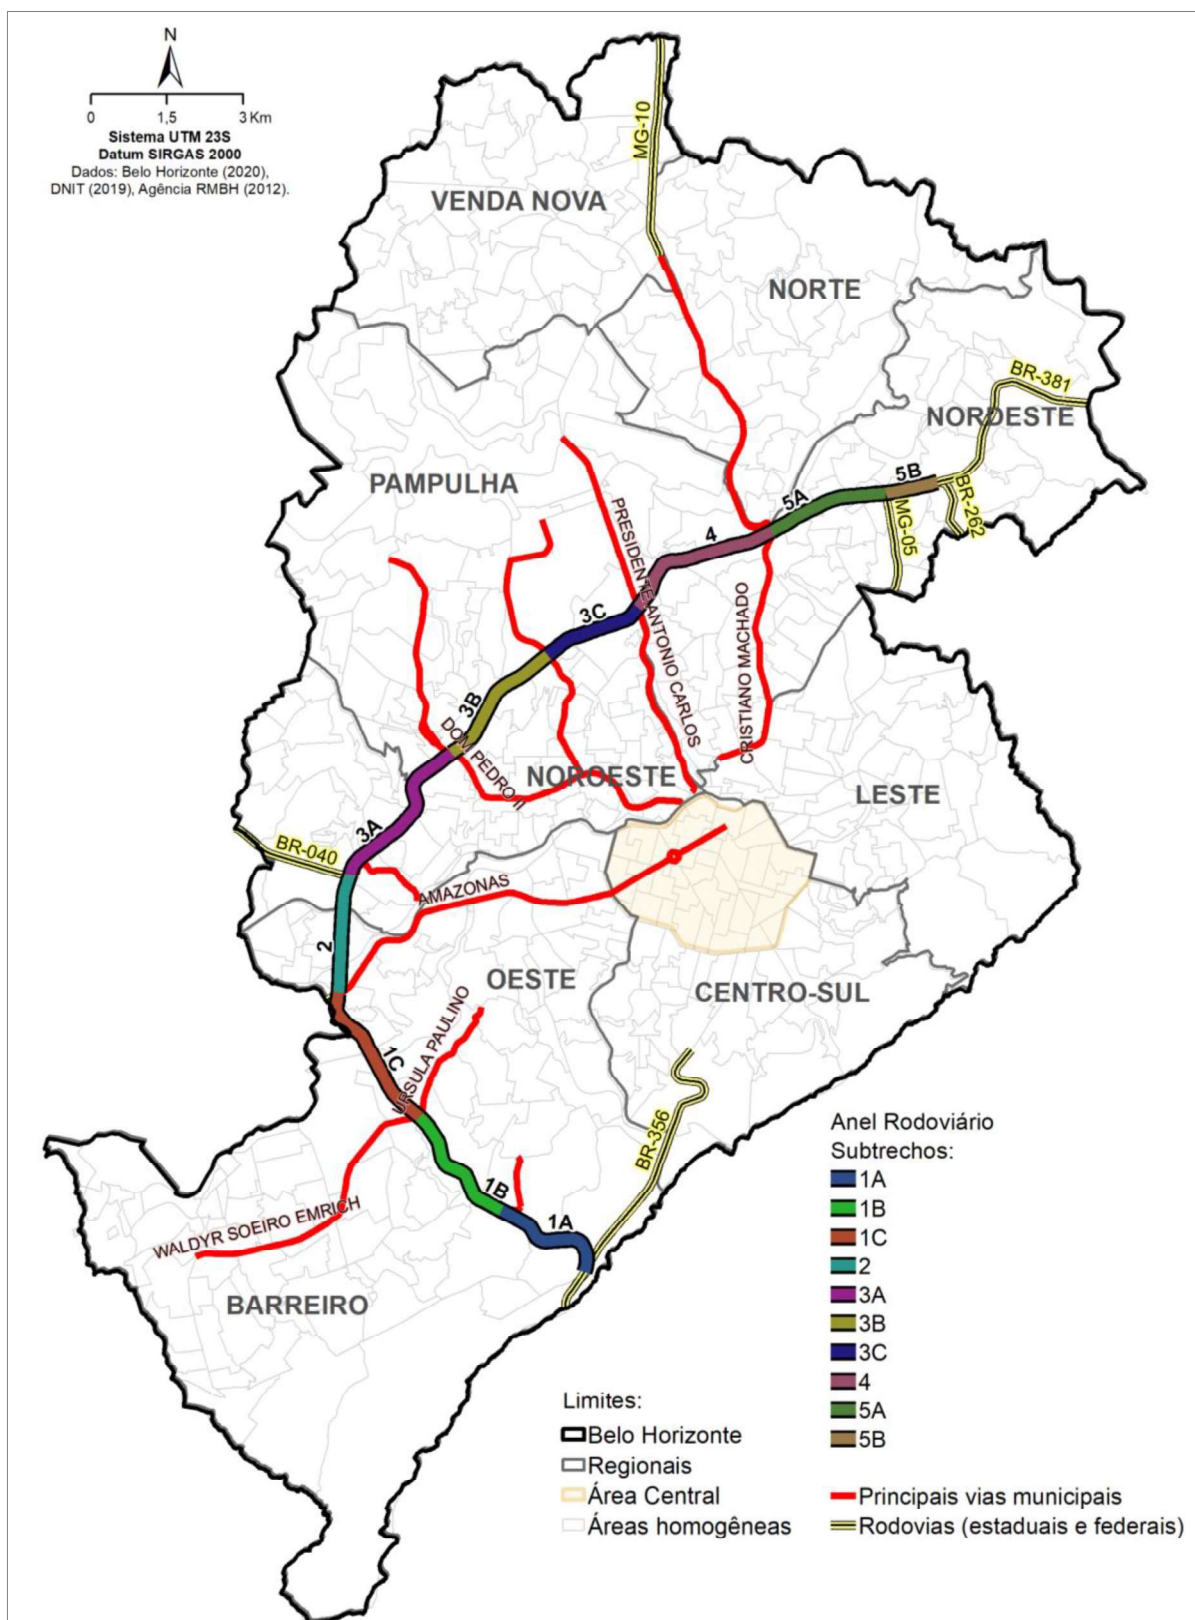 N
0 1,5 3 Km
Sistema UTM 23S
Datum SIRGAS 2000
Dados: Belo Horizonte (2020),
DNIT (2019), Agência RMBH (2012).
MG-10
VENDA NOVA
NORTE
BR-381
NORDESTE
PAMPULHA
5B
5A
BR-262
MG-05
4
PRESIDENTE ANTONIO CARLOS
3C
CRISTIANO MACHADO
3B
DOM PEDRO II
NOROESTE
LESTE
3A
BR-040
AMAZONAS
2
OESTE
CENTRO-SUL
URSULA PAULINO
1C
BR-356
1B
1A
WALDYR SOEIRO EMRICH
BARREIRO
Anel Rodoviário
Subtrechos:
1A
1B
1C
2
3A
3B
3C
4
5A
5B
Limites:
Belo Horizonte
Regionais
Área Central
Áreas homogêneas
Principais vias municipais
Rodovias (estaduais e federais)